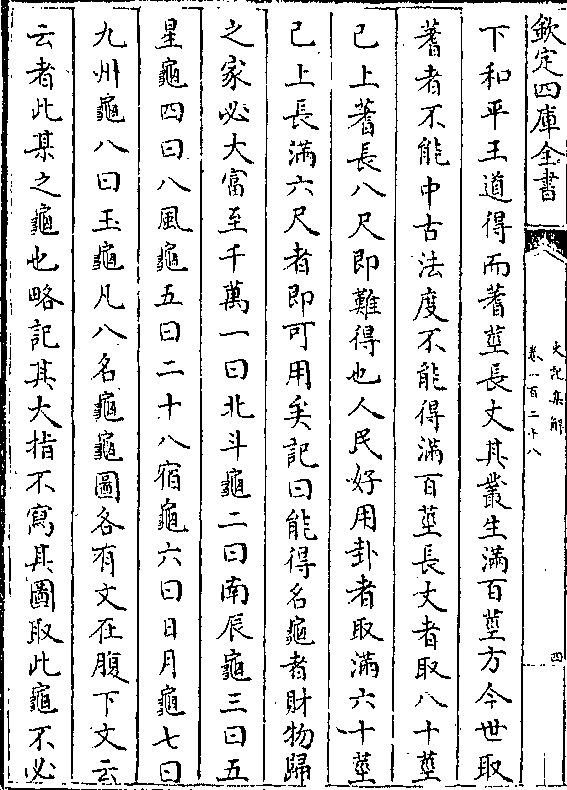 欽定四庫全書
史記集解
卷一百二十八
四
下和平王道得而蓍莖長丈其叢生滿百莖方今世取
蓍者不能中古法度不能得滿百莖長丈者取八十莖
已上蓍長八尺即難得也人民好用卦者取滿六十莖
已上長滿六尺者即可用矣記曰能得名龜者財物歸
之家必大富至千萬一曰北斗龜二曰南辰龜三曰五
星龜四曰八風龜五曰二十八宿龜六曰日月龜七曰
九州龜八曰玉龜凡八名龜龜圖各有文在腹下文云
云者此某之龜也略記其大指不寫其圖取此龜不必